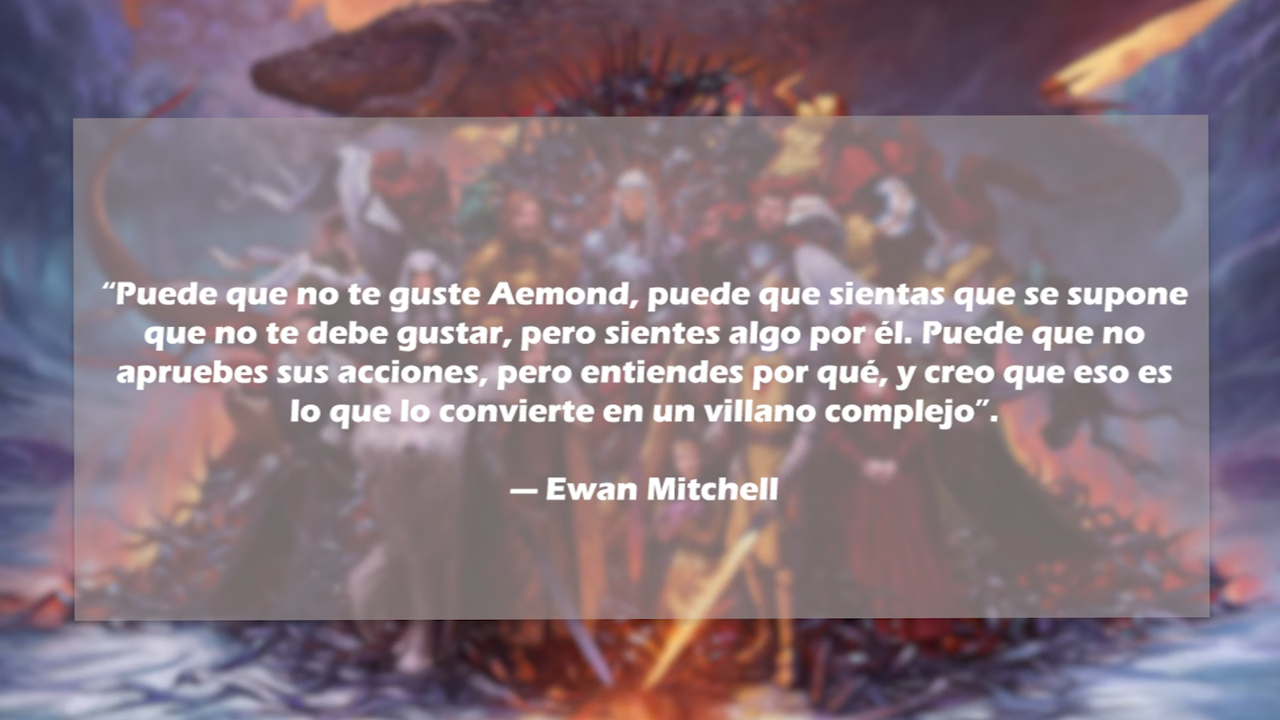 “Puede que no te guste Aemond, puede que sientas que se supone
que no te debe gustar, pero sientes algo por él. Puede que no
apruebes sus acciones, pero entiendes por qué, y creo que eso es
lo que lo convierte en un villano complejo”.
— Ewan Mitchell